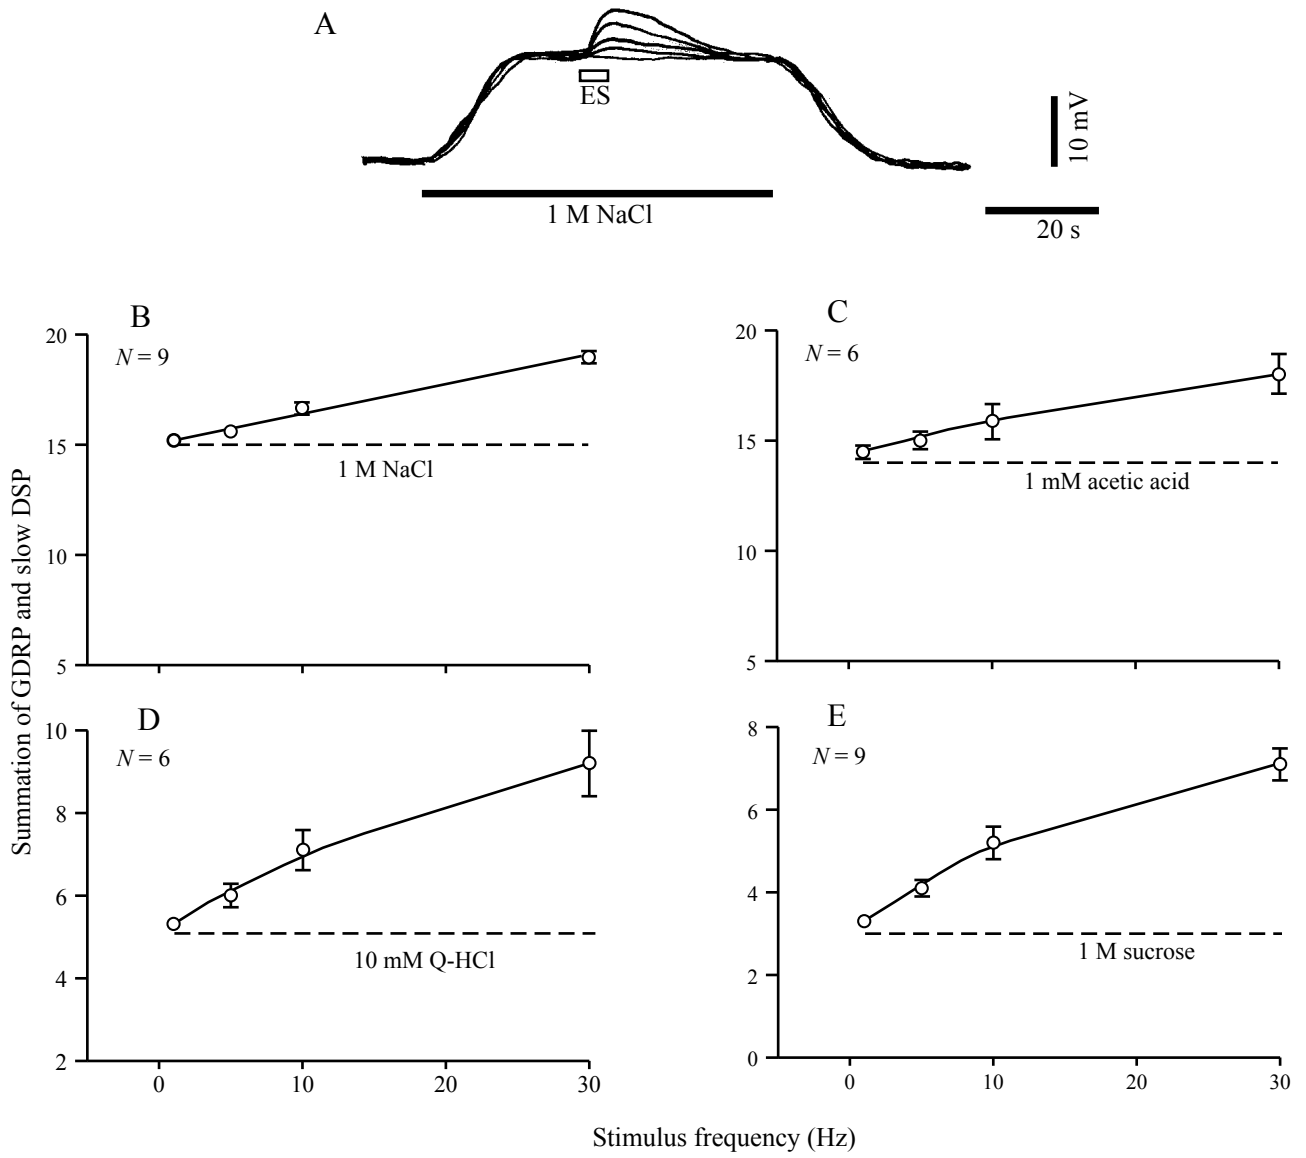 A
ES
10 mV
1 M NaCl
20 s
Summation of GDRP and slow DSP
B
N = 9
20
15
10
5
1 M NaCl
C
N = 6
20
15
10
5
1 mM acetic acid
D
N = 6
10
8
6
4
2
10 mM Q-HCl
0
10
20
30
E
N = 9
8
6
4
2
0
1 M sucrose
0
10
20
30
Stimulus frequency (Hz)